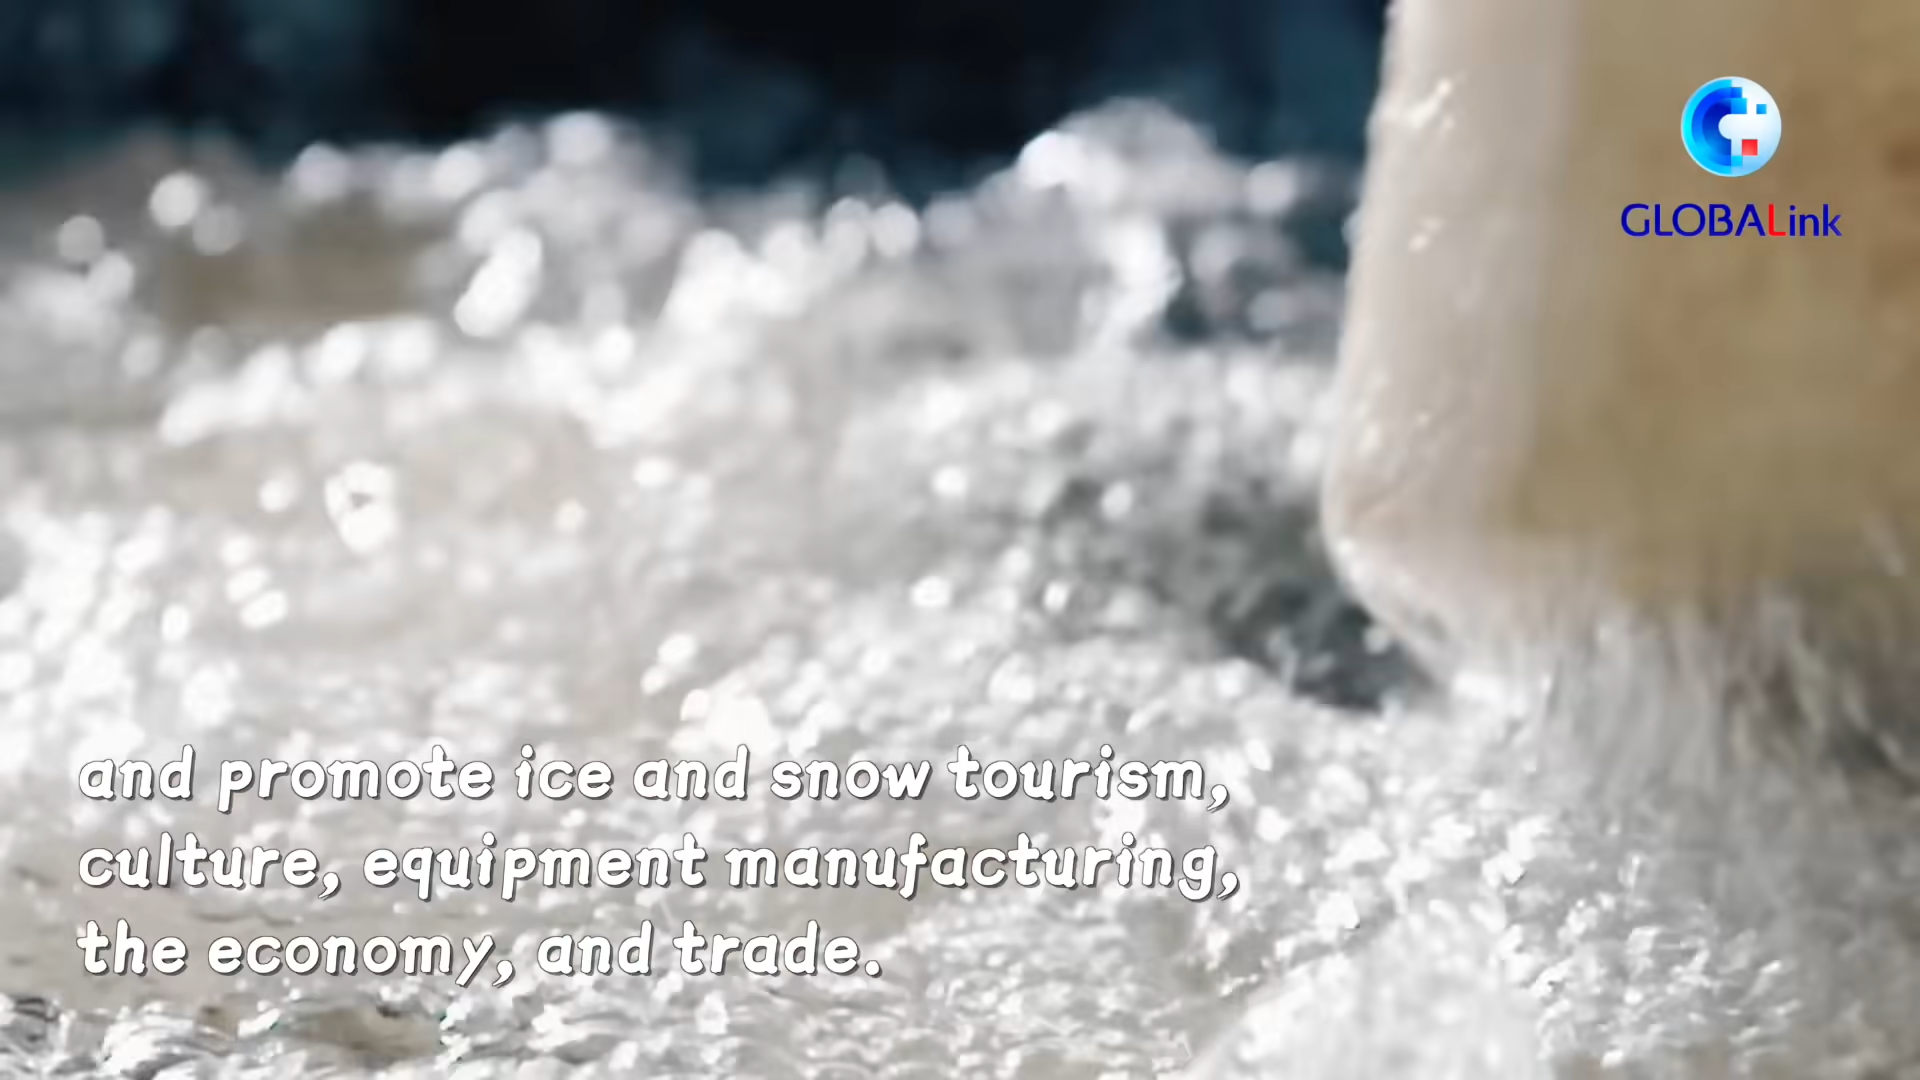 GLOBALink
and promote ice and snow tourism,
culture, equipment manufacturing,
the economy, and trade.